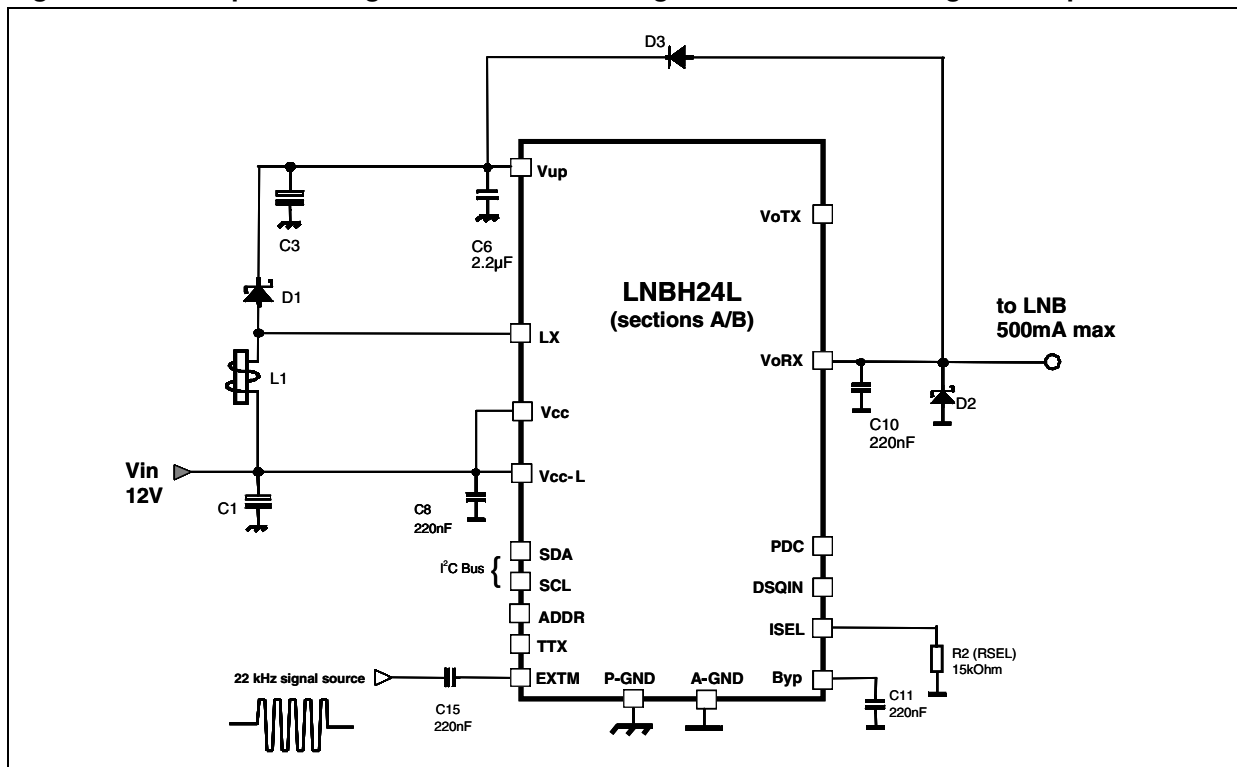 D3
Vup
VoTX
C3
C6
2.2µF
LNBH24L
(sections A/B)
D1
to LNB
500mA max
LX
VoRX
L1
D2
C10
220nF
Vcc
Vin
12V
Vcc-L
C1
C8
220nF
SDA
PDC
I²C Bus {
SCL
DSQIN
ADDR
ISEL
TTX
R2 (RSEL)
15kOhm
22 kHz signal source
EXTM
P-GND
A-GND
Byp
C11
220nF
C15
220nF